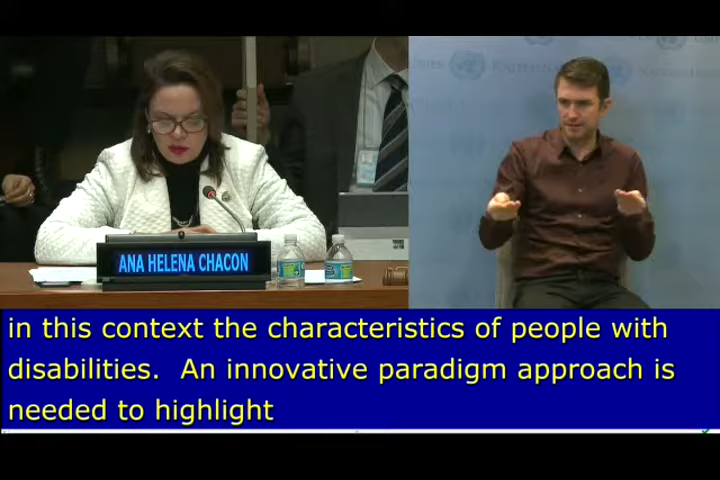 ANA HELENA CHACON
in this context the characteristics of people with
disabilities.  An innovative paradigm approach is
needed to highlight